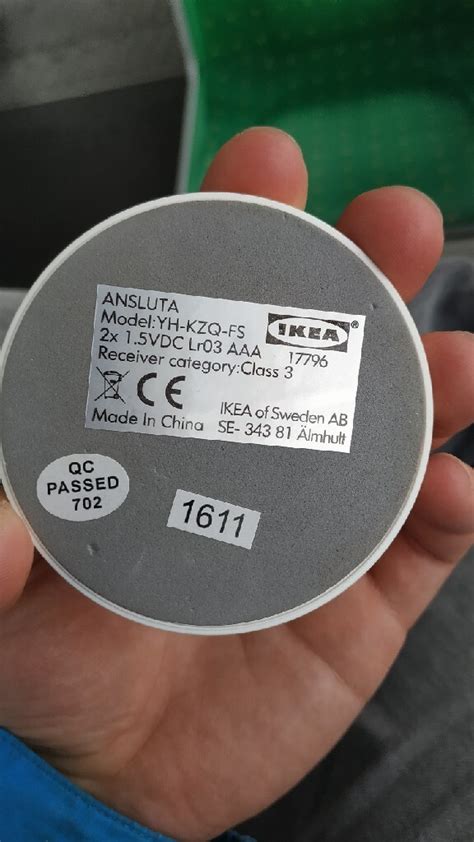 ANSLUTA
Model:YH-KZQ-FS
IKEA®
2x 1.5VDC Lr03 AAA 17796
Receiver category:Class 3
CE
IKEA of Sweden AB
Made In China SE- 343 81 Älmhult
QC
PASSED
702
1611